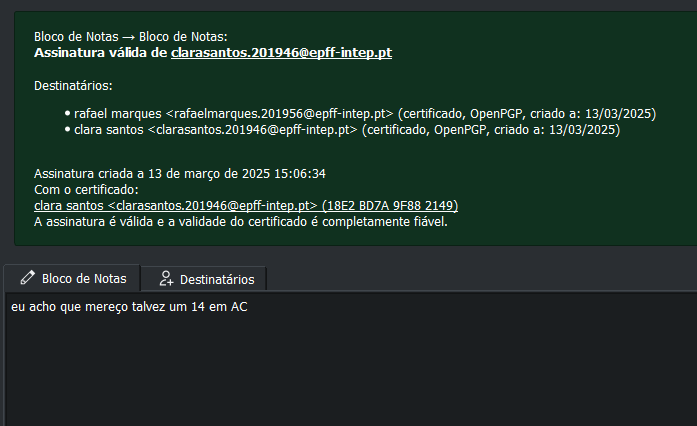 Bloco de Notas → Bloco de Notas:
Assinatura válida de clarasantos.201946@epff-intep.pt
Destinatários:
• rafael marques <rafaelmarques.201956@epff-intep.pt> (certificado, OpenPGP, criado a: 13/03/2025)
• clara santos <clarasantos.201946@epff-intep.pt> (certificado, OpenPGP, criado a: 13/03/2025)
Assinatura criada a 13 de março de 2025 15:06:34
Com o certificado:
clara santos <clarasantos.201946@epff-intep.pt> (18E2 BD7A 9F88 2149)
A assinatura é válida e a validade do certificado é completamente fiável.
Bloco de Notas Destinatários
eu acho que mereço talvez um 14 em AC